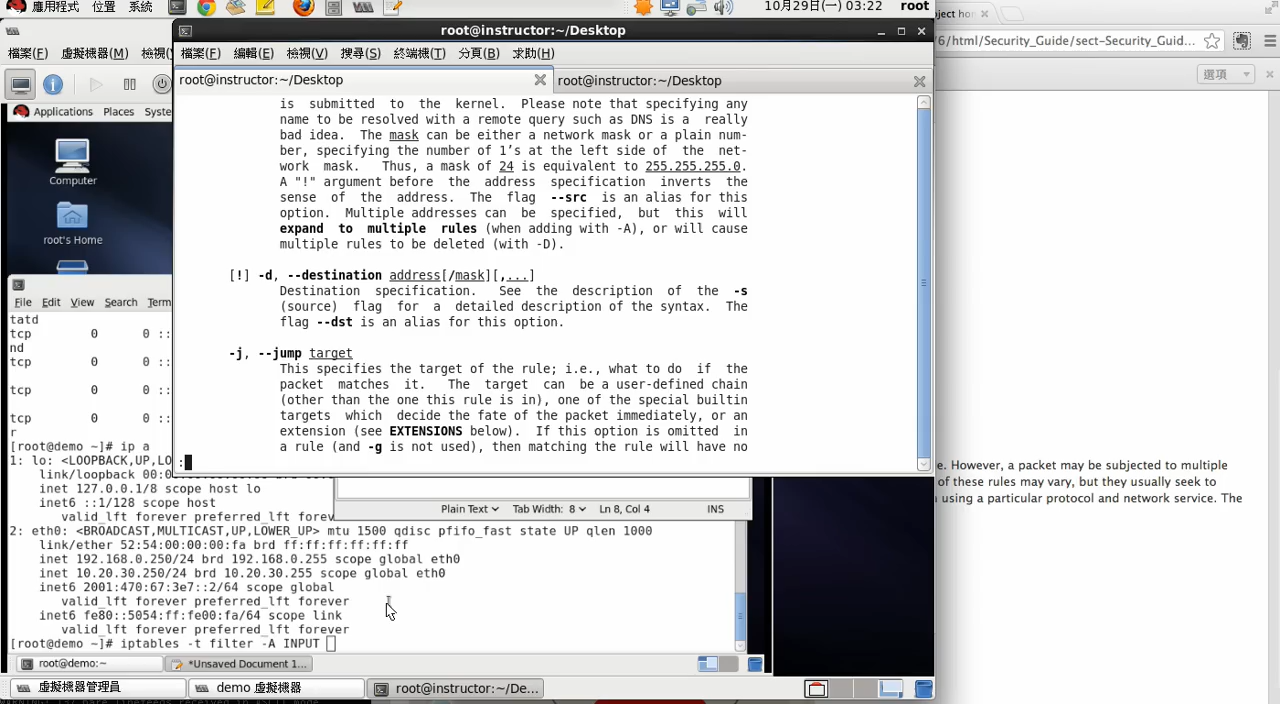 應用程式 位置 系統
10月29日(一) 03:22 root
root@instructor:~/Desktop
檔案(F) 編輯(E) 檢視(V) 搜尋(S) 終端機(T) 分頁(B) 求助(H)
root@instructor:~/Desktop
root@instructor:~/Desktop
is submitted to the kernel. Please note that specifying any
name to be resolved with a remote query such as DNS is a really
bad idea. The mask can be either a network mask or a plain num-
ber, specifying the number of 1's at the left side of the net-
work mask. Thus, a mask of 24 is equivalent to 255.255.255.0.
A "!" argument before the address specification inverts the
sense of the address. The flag --src is an alias for this
option. Multiple addresses can be specified, but this will
expand to multiple rules (when adding with -A), or will cause
multiple rules to be deleted (with -D).
[!] -d, --destination address[/mask][,...]
Destination specification. See the description of the -s
(source) flag for a detailed description of the syntax. The
flag --dst is an alias for this option.
-j, --jump target
This specifies the target of the rule; i.e., what to do if the
packet matches it. The target can be a user-defined chain
(other than the one this rule is in), one of the special builtin
targets which decide the fate of the packet immediately, or an
extension (see EXTENSIONS below). If this option is omitted in
a rule (and -g is not used), then matching the rule will have no
:
檔案(F) 虛擬機器(M)
Applications Places
Computer
root's Home
File Edit View Search
tatd
tcp 0 0 ::
nd
tcp 0 0 ::
tcp 0 0 ::
tcp 0 0 ::
r
[root@demo ~]# ip a
1: lo: <LOOPBACK,UP,LO
link/loopback 00:0
inet 127.0.0.1/8 scope host lo
inet6 ::1/128 scope host
valid_lft forever preferred_lft forev
2: eth0: <BROADCAST,MULTICAST,UP,LOWER_UP> mtu 1500 qdisc pfifo_fast state UP qlen 1000
link/ether 52:54:00:00:00:fa brd ff:ff:ff:ff:ff:ff
inet 192.168.0.250/24 brd 192.168.0.255 scope global eth0
inet 10.20.30.250/24 brd 10.20.30.255 scope global eth0
inet6 2001:470:67:3e7::2/64 scope global
valid_lft forever preferred_lft forever
inet6 fe80::5054:ff:fe00:fa/64 scope link
valid_lft forever preferred_lft forever
[root@demo ~]# iptables -t filter -A INPUT
Plain Text Tab Width: 8 Ln 8, Col 4 INS
root@demo:~ *Unsaved Document 1...
虛擬機器管理員 demo 虛擬機器 root@instructor:~/De...
ject hom
6/html/Security_Guide/sect-Security_Guid...
選項
e. However, a packet may be subjected to multiple
of these rules may vary, but they usually seek to
using a particular protocol and network service. The